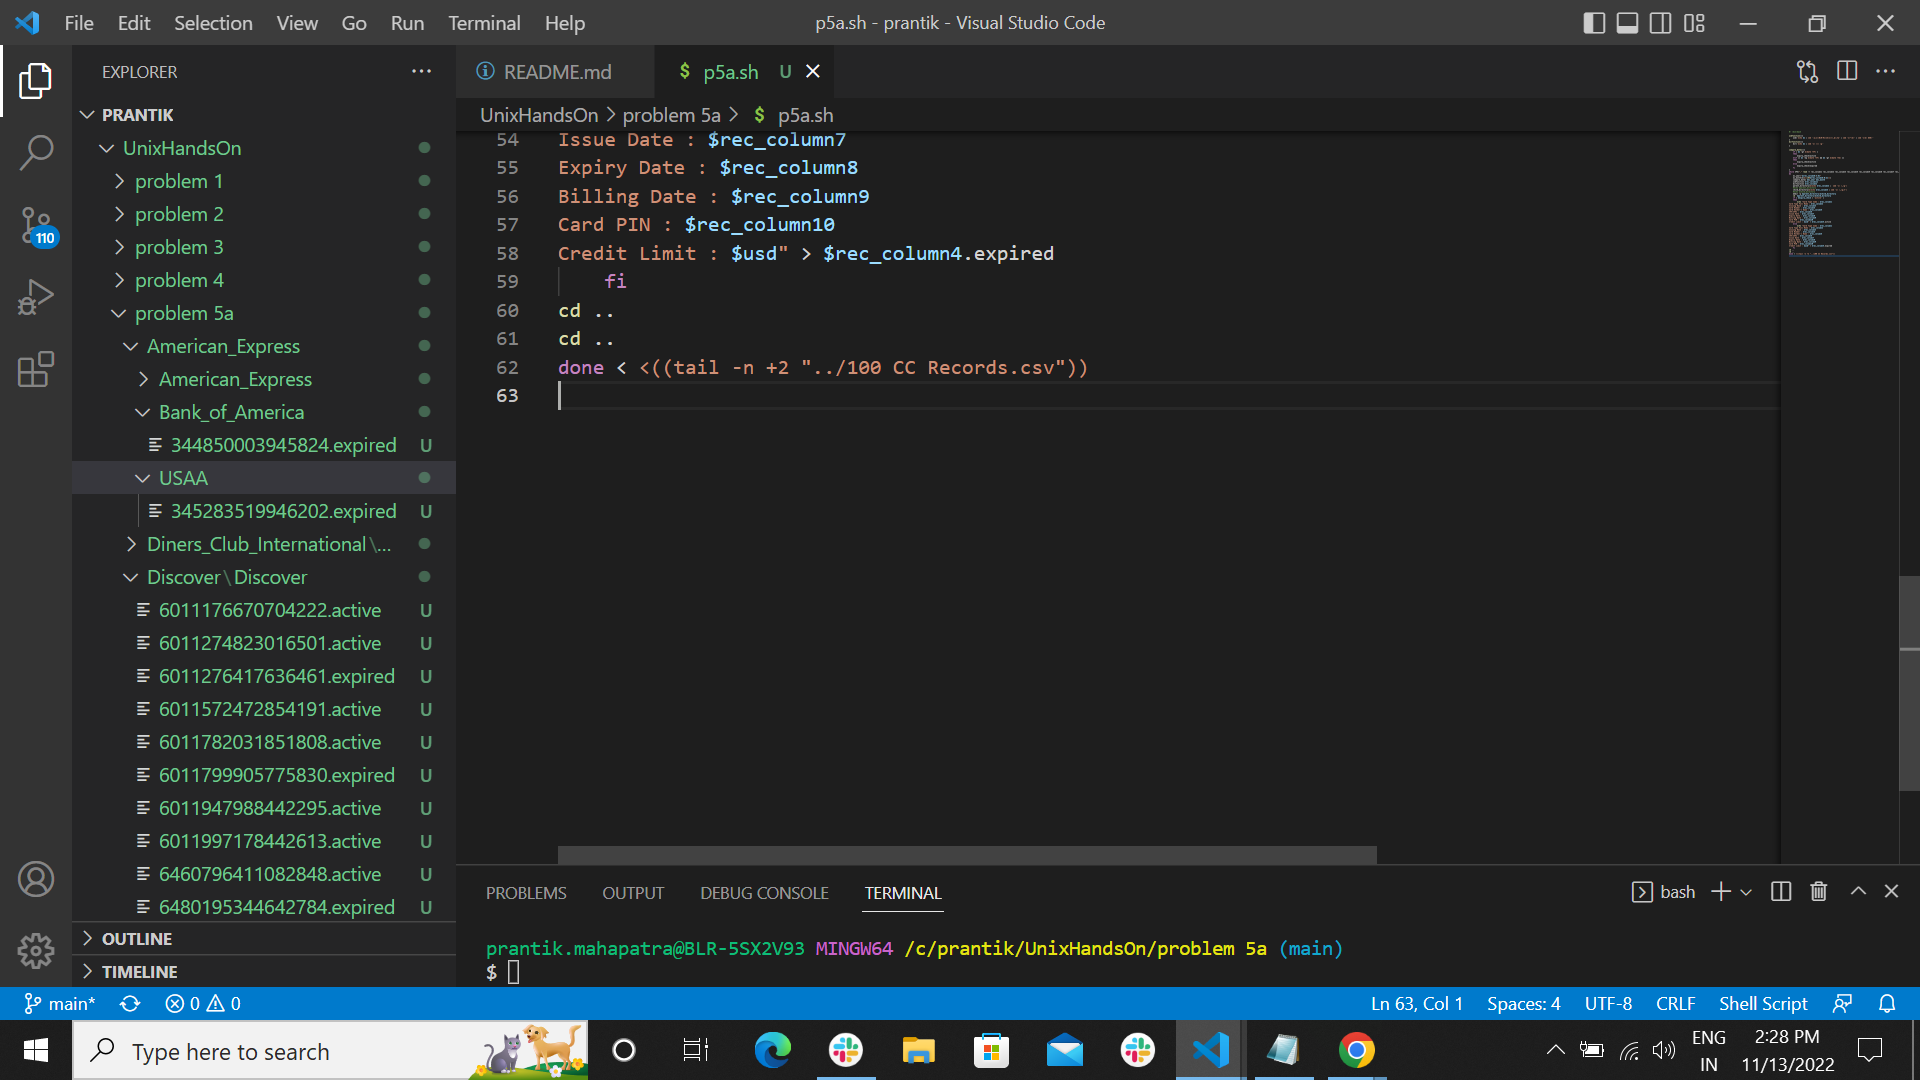 File Edit Selection View Go Run Terminal Help
p5a.sh - prantik - Visual Studio Code
EXPLORER
PRANTIK
UnixHandsOn
problem 1
problem 2
problem 3
problem 4
problem 5a
American_Express
American_Express
Bank_of_America
344850003945824.expired U
USAA
345283519946202.expired U
Diners_Club_International\...
Discover\Discover
6011176670704222.active U
6011274823016501.active U
6011276417636461.expired U
6011572472854191.active U
6011782031851808.active U
6011799905775830.expired U
6011947988442295.active U
6011997178442613.active U
6460796411082848.active U
6480195344642784.expired U
OUTLINE
TIMELINE
110
README.md
$ p5a.sh U
UnixHandsOn > problem 5a > $ p5a.sh
54 Issue Date : $rec_column7
55 Expiry Date : $rec_column8
56 Billing Date : $rec_column9
57 Card PIN : $rec_column10
58 Credit Limit : $usd" > $rec_column4.expired
59 fi
60 cd ..
61 cd ..
62 done < <((tail -n +2 "../100 CC Records.csv"))
63
PROBLEMS OUTPUT DEBUG CONSOLE TERMINAL
bash
prantik.mahapatra@BLR-5SX2V93 MINGW64 /c/prantik/UnixHandsOn/problem 5a (main)
$
main* 0 0
Ln 63, Col 1 Spaces: 4 UTF-8 CRLF Shell Script
Type here to search
ENG
IN
2:28 PM
11/13/2022